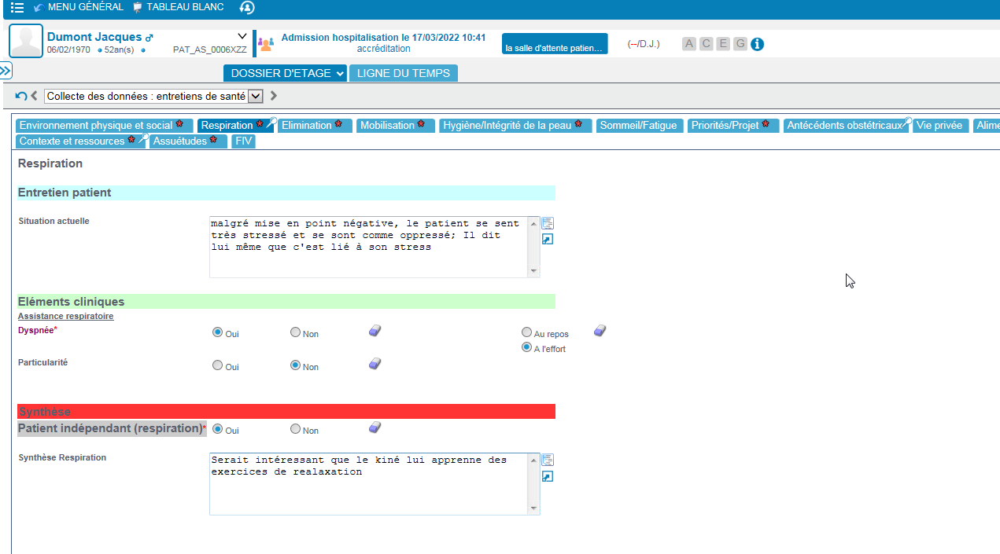 MENU GÉNÉRAL TABLEAU BLANC
Dumont Jacques ♂
06/02/1970 • 52an(s) • PAT_AS_0006XZZ
Admission hospitalisation le 17/03/2022 10:41
accréditation
la salle d'attente patien...
(--/D.J.)
A C E G i
DOSSIER D'ETAGE LIGNE DU TEMPS
Collecte des données : entretiens de santé
Environnement physique et social * Respiration * Elimination * Mobilisation * Hygiène/Intégrité de la peau * Sommeil/Fatigue Priorités/Projet * Antécédents obstétricaux Vie privée Alime
Contexte et ressources * Assuétudes * FIV
Respiration
Entretien patient
Situation actuelle
malgré mise en point négative, le patient se sent
très stressé et se sont comme oppressé; Il dit
lui même que c'est lié à son stress
Eléments cliniques
Assistance respiratoire
Dyspnée* Oui Non Au repos
A l'effort
Particularité Oui Non
Synthèse
Patient indépendant (respiration)* Oui Non
Synthèse Respiration
Serait intéressant que le kiné lui apprenne des
exercices de realaxation